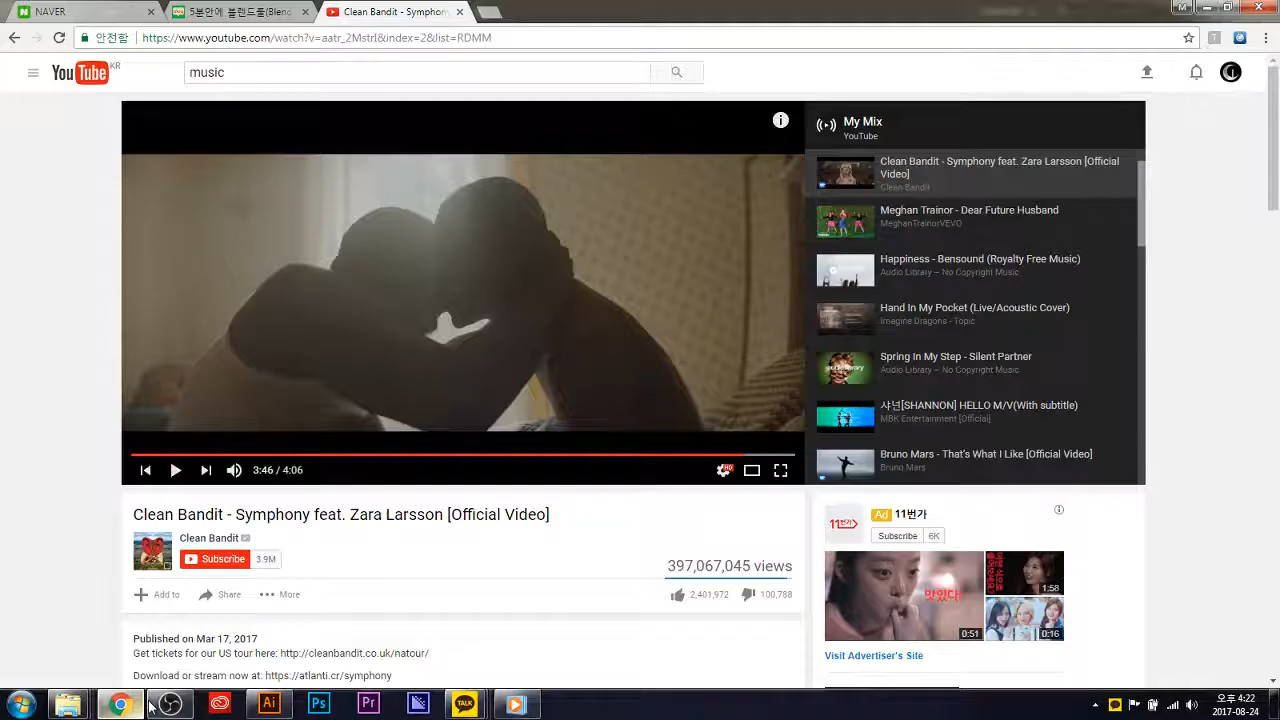 NAVER
5분안에 블렌드툴(Blen
Clean Bandit - Symphon
안전함
https://www.youtube.com/watch?v=aatr_2MstrI&index=2&list=RDMM
YouTube KR
music
My Mix
YouTube
Clean Bandit - Symphony feat. Zara Larsson [Official
Video]
Clean Bandit
Meghan Trainor - Dear Future Husband
MeghanTrainorVEVO
Happiness - Bensound (Royalty Free Music)
Audio Library – No Copyright Music
Hand In My Pocket (Live/Acoustic Cover)
Imagine Dragons - Topic
Spring In My Step - Silent Partner
Audio Library – No Copyright Music
샤넌[SHANNON] HELLO M/V(With subtitle)
MBK Entertainment [Official]
Bruno Mars - That's What I Like [Official Video]
Bruno Mars
3:46 / 4:06
HD
Clean Bandit - Symphony feat. Zara Larsson [Official Video]
Clean Bandit
Subscribe 3.9M
397,067,045 views
Add to
Share
More
2,401,972
100,788
Published on Mar 17, 2017
Get tickets for our US tour here: http://cleanbandit.co.uk/natour/
Download or stream now at: https://atlanti.cr/symphony
11번가
Ad 11번가
Subscribe 6K
맛있다!
0:51
1:58
0:16
Visit Advertiser's Site
Ai
Ps
Pr
TALK
오후 4:22
2017-08-24